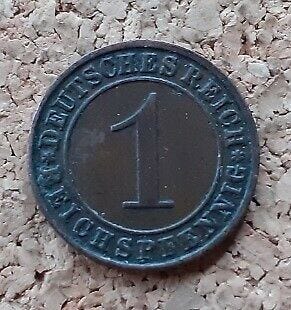 DEUTSCHES REICH
1
REICHSPFENNIG